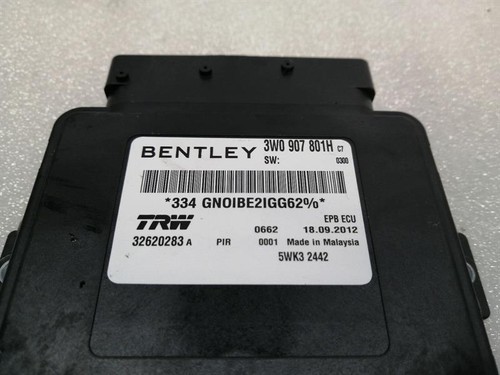 BENTLEY 3W0 907 801H C7
SW: 0300
*334 GNOIBE2IGG62%*
TRW 0662 EPB ECU 18.09.2012
32620283 A PIR 0001 Made in Malaysia
5WK3 2442